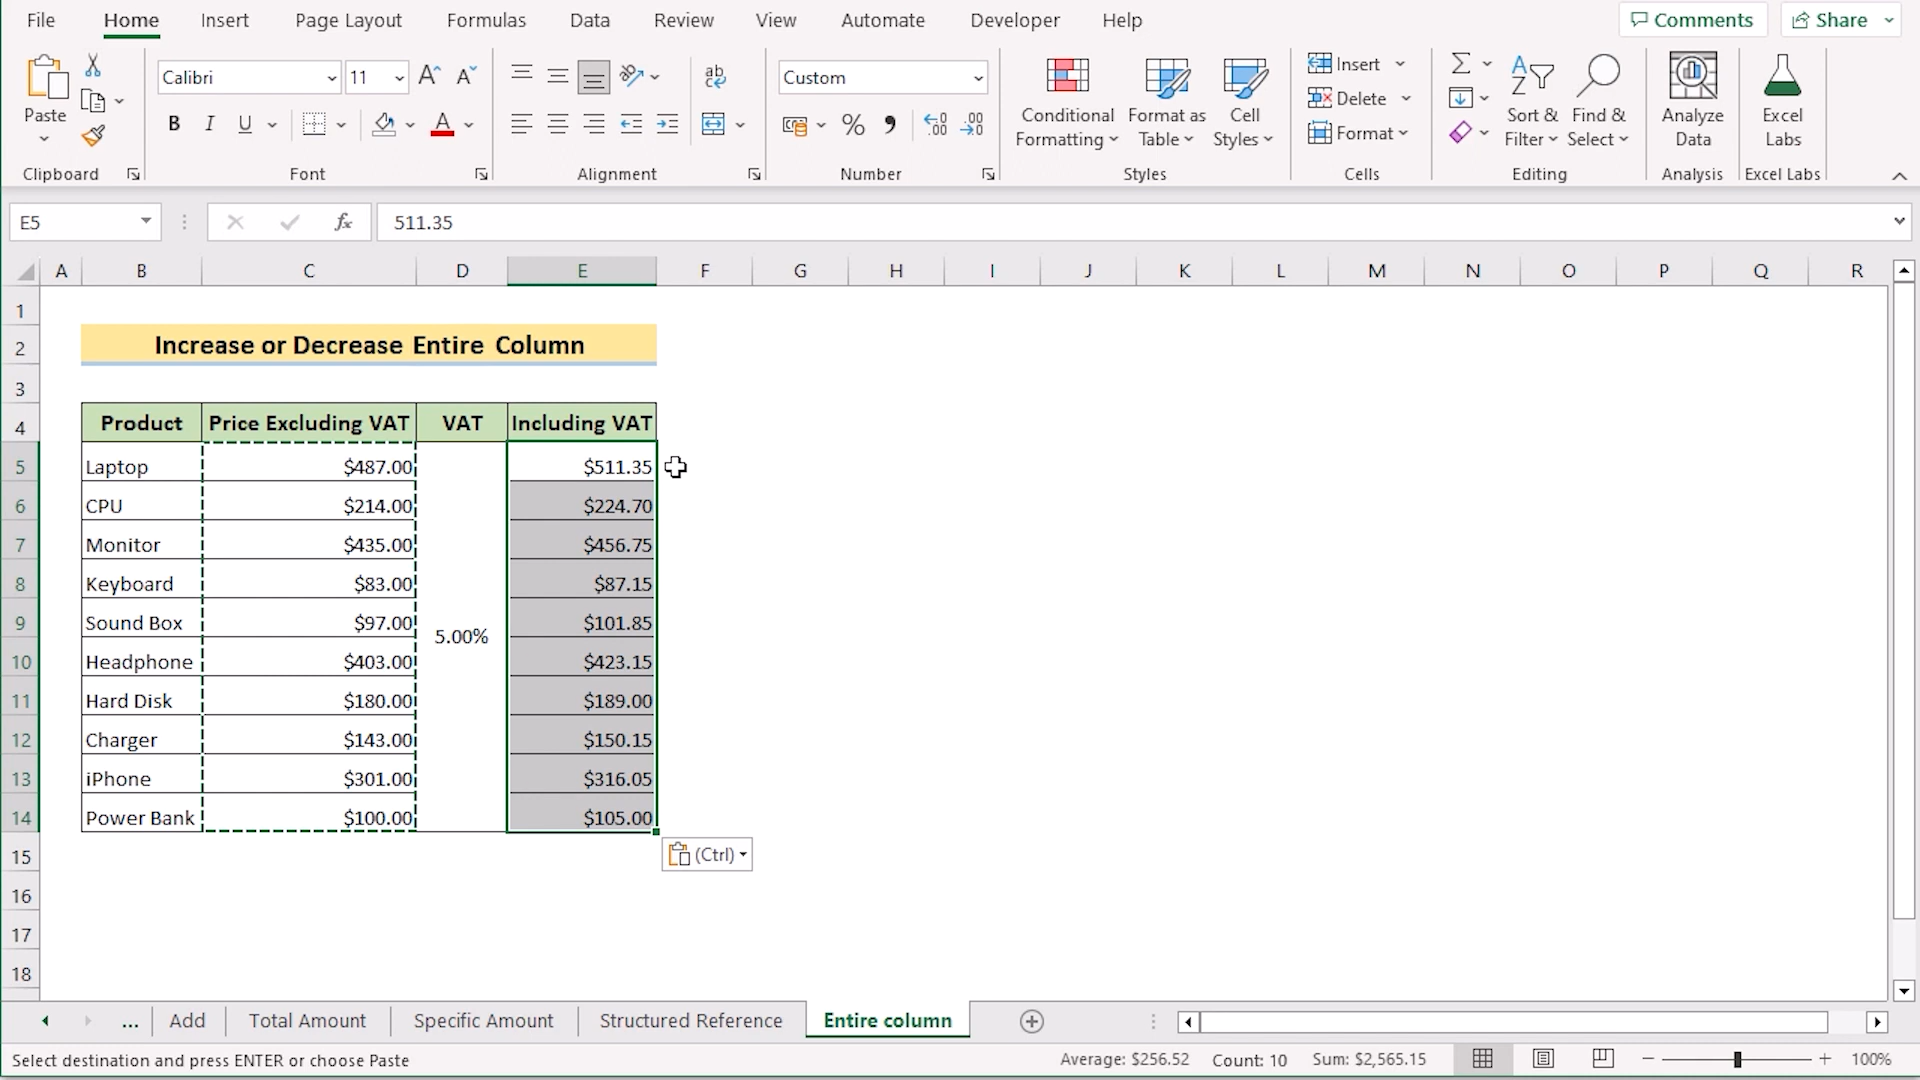 File Home Insert Page Layout Formulas Data Review View Automate Developer Help Comments Share
Paste
Calibri 11
B I U A
ab
Custom
% 9
Conditional Formatting
Format as Table
Cell Styles
Insert
Delete
Format
Sort & Filter
Find & Select
Analyze Data
Excel Labs
Clipboard Font Alignment Number Styles Cells Editing Analysis Excel Labs
E5 fx 511.35
A B C D E F G H I J K L M N O P Q R
1
2 Increase or Decrease Entire Column
3
4 Product Price Excluding VAT VAT Including VAT
5 Laptop $487.00 $511.35
6 CPU $214.00 $224.70
7 Monitor $435.00 $456.75
8 Keyboard $83.00 $87.15
9 Sound Box $97.00 5.00% $101.85
10 Headphone $403.00 $423.15
11 Hard Disk $180.00 $189.00
12 Charger $143.00 $150.15
13 iPhone $301.00 $316.05
14 Power Bank $100.00 $105.00
15 (Ctrl)
16
17
18
... Add Total Amount Specific Amount Structured Reference Entire column
Select destination and press ENTER or choose Paste Average: $256.52 Count: 10 Sum: $2,565.15 100%